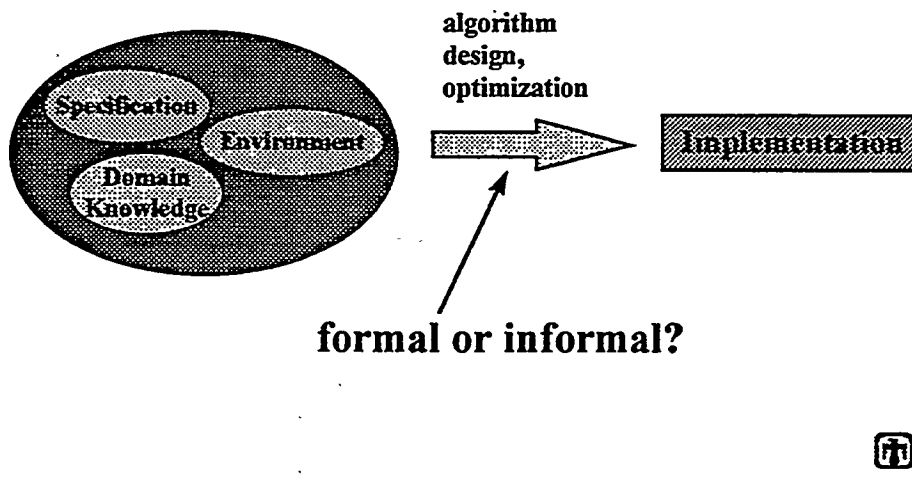 algorithm
design,
optimization
Specification
Environment
Implementation
Domain
Knowledge
formal or informal?